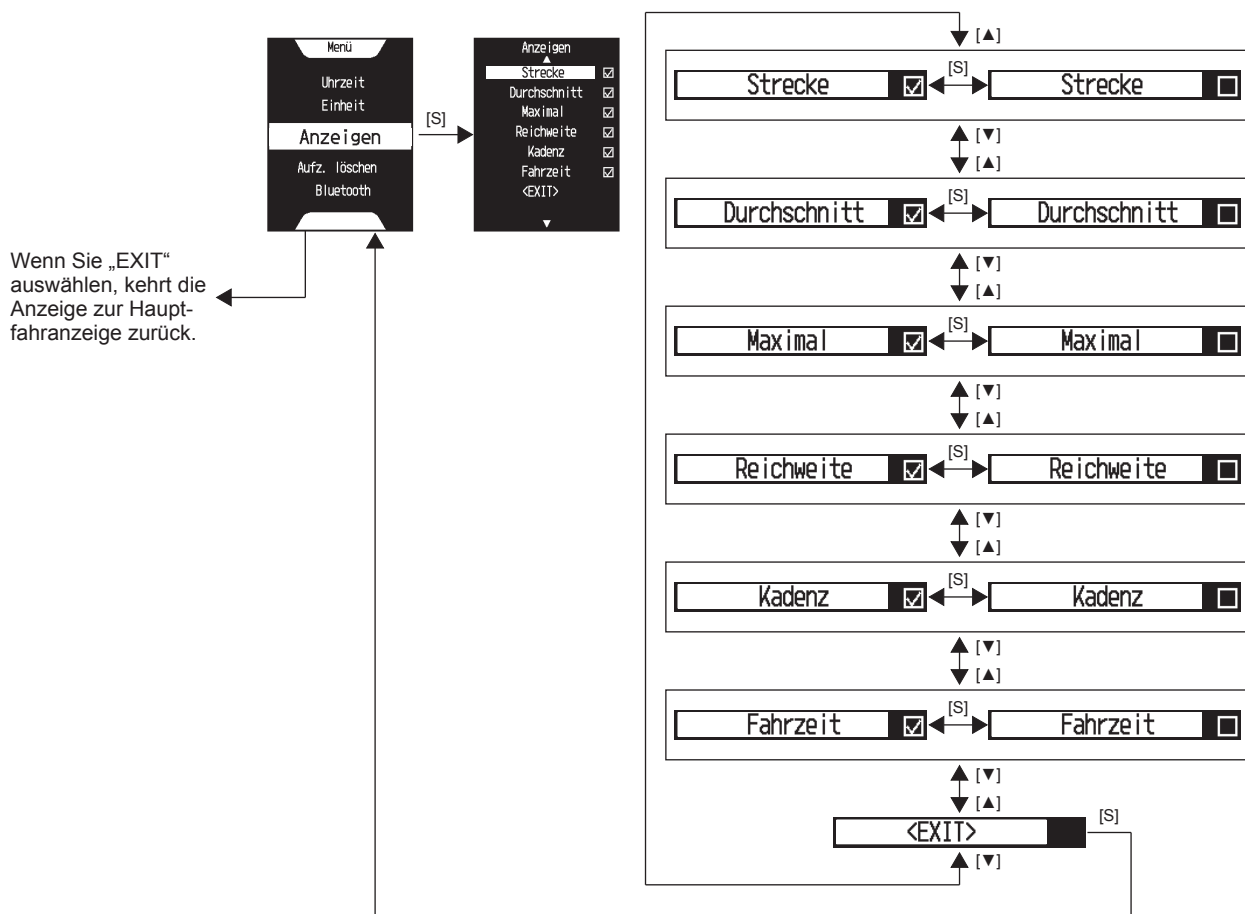 Menü
Uhrzeit
Einheit
Anzeigen
Aufz. löschen
Bluetooth
[S]
Anzeigen
▲
Strecke ☑
Durchschnitt ☑
Maximal ☑
Reichweite ☑
Kadenz ☑
Fahrzeit ☑
<EXIT>
▼
Wenn Sie „EXIT“
auswählen, kehrt die
Anzeige zur Haupt-
fahranzeige zurück.
[▲]
Strecke ☑ [S] Strecke ☐
[▼]
[▲]
Durchschnitt ☑ [S] Durchschnitt ☐
[▼]
[▲]
Maximal ☑ [S] Maximal ☐
[▼]
[▲]
Reichweite ☑ [S] Reichweite ☐
[▼]
[▲]
Kadenz ☑ [S] Kadenz ☐
[▼]
[▲]
Fahrzeit ☑ [S] Fahrzeit ☐
[▼]
[▲]
<EXIT> [S]
[▼]